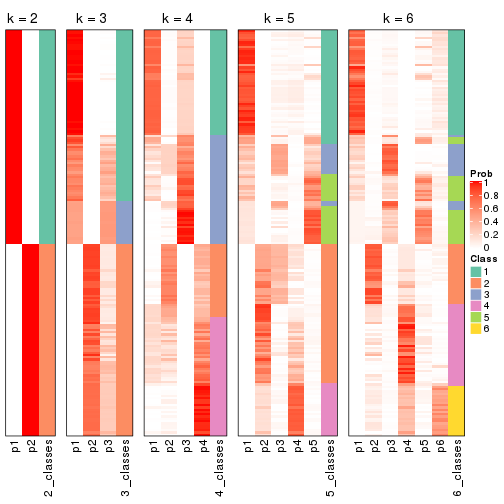 k = 2
k = 3
k = 4
k = 5
k = 6
p1
p2
2_classes
p1
p2
p3
3_classes
p1
p2
p3
p4
4_classes
p1
p2
p3
p4
p5
5_classes
p1
p2
p3
p4
p5
p6
6_classes
Prob
1
0.8
0.6
0.4
0.2
0
Class
1
2
3
4
5
6